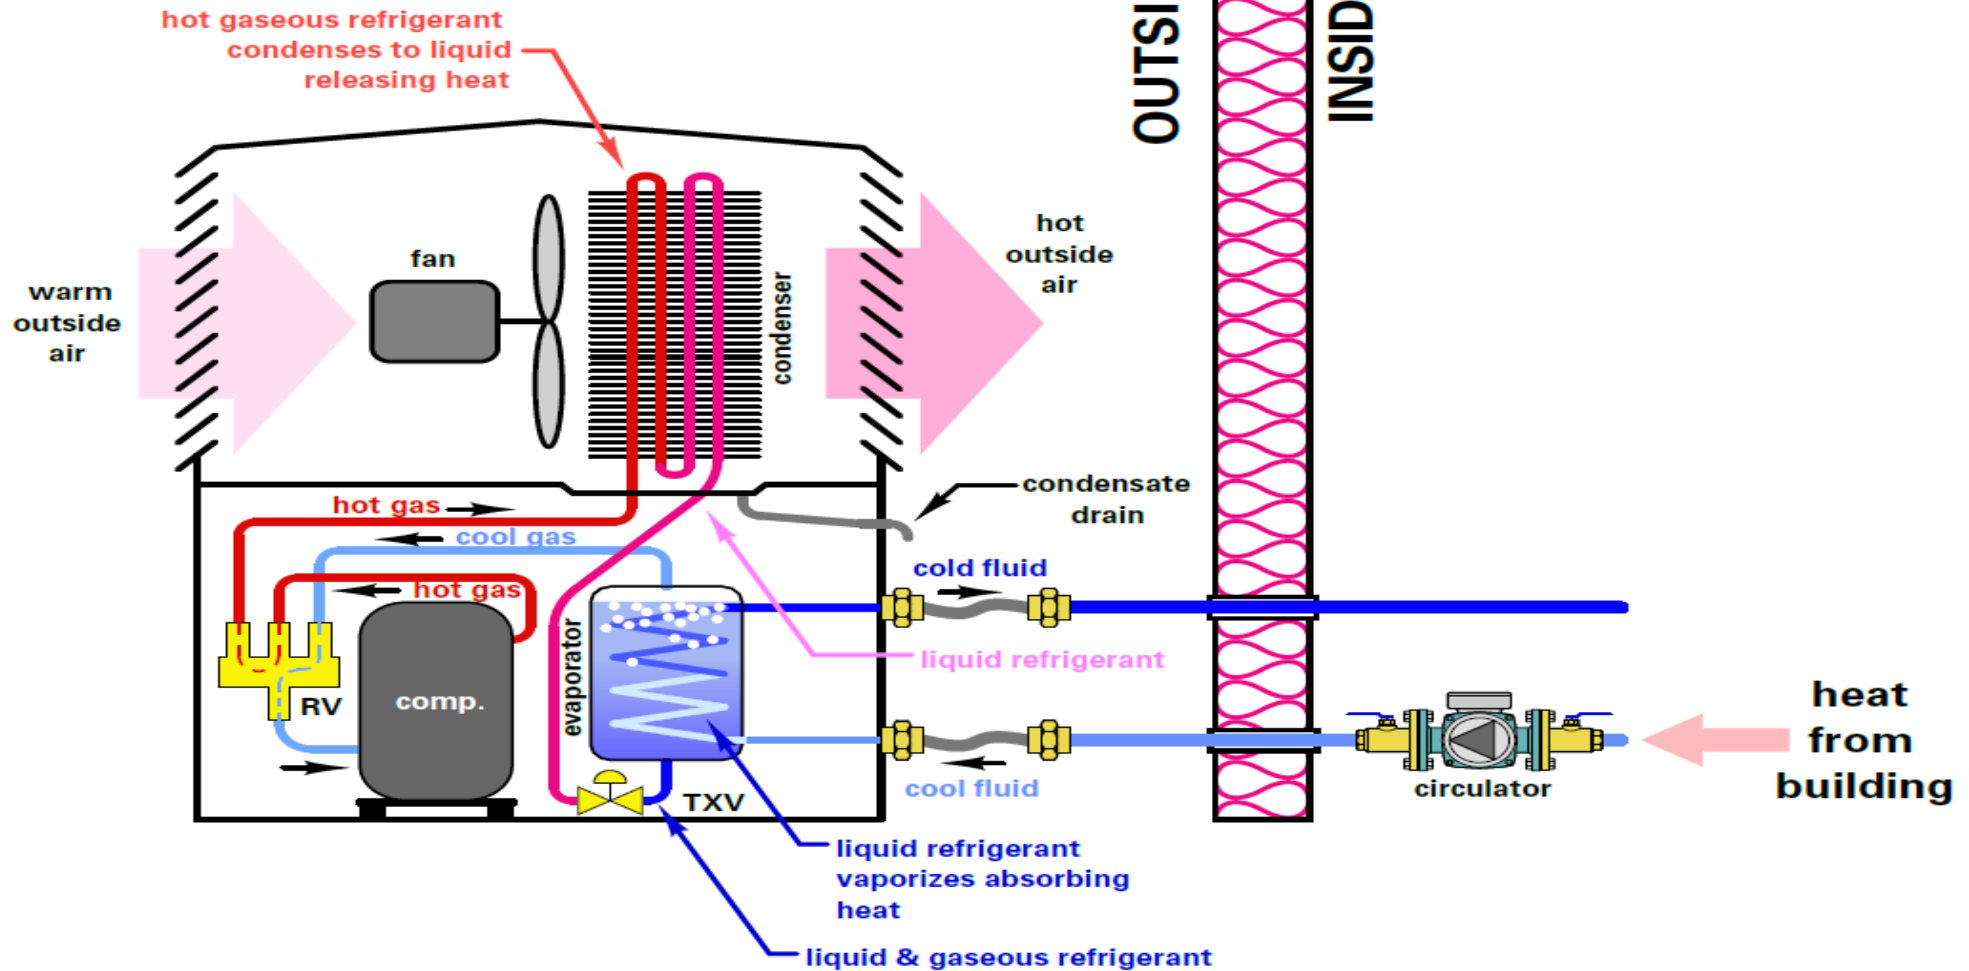 hot gaseous refrigerant
condenses to liquid
releasing heat
OUTSI
INSID
warm
outside
air
fan
condenser
hot
outside
air
hot gas
cool gas
hot gas
condensate
drain
cold fluid
evaporator
liquid refrigerant
comp.
RV
TXV
cool fluid
circulator
heat
from
building
liquid refrigerant
vaporizes absorbing
heat
liquid & gaseous refrigerant